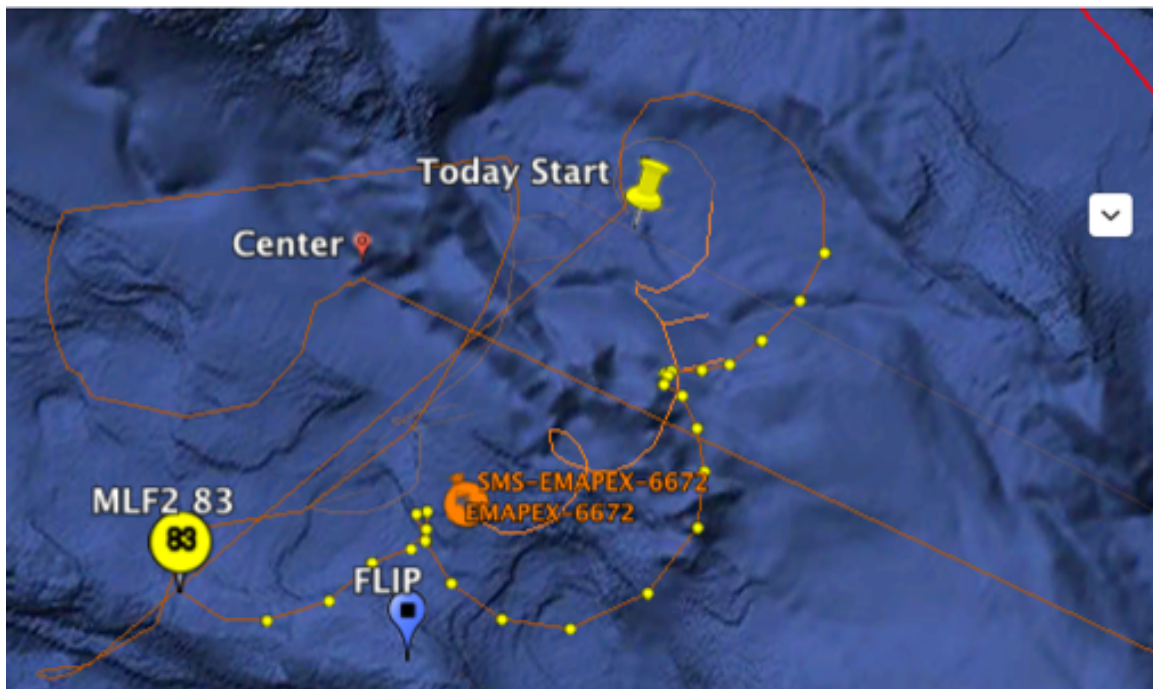 Today Start
Center
SMS-EMAPEX-6672
EMAPEX-6672
MLF2 83
83
FLIP